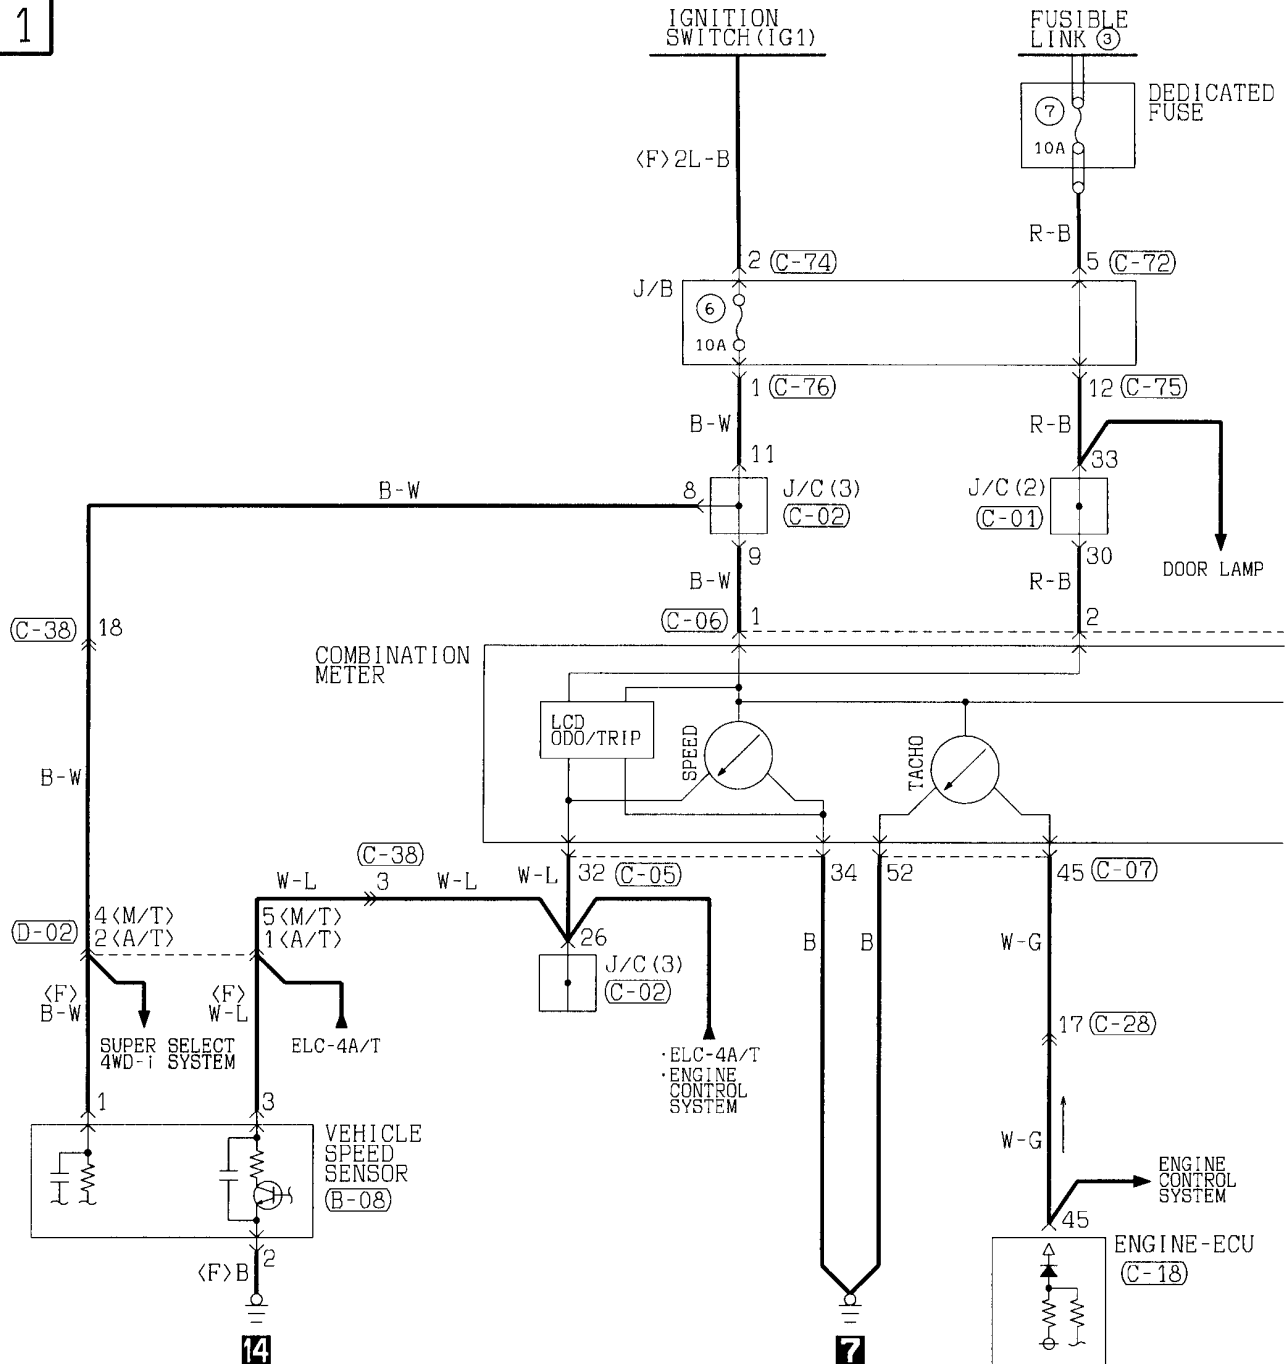 1
IGNITION
SWITCH(IG1)
FUSIBLE
LINK ③
DEDICATED
FUSE
⑦
10A
<F>2L-B
R-B
2 (C-74)
5 (C-72)
J/B
⑥
10A
1 (C-76)
12 (C-75)
B-W
R-B
11
33
B-W
8
J/C(3)
(C-02)
J/C(2)
(C-01)
9
30
DOOR LAMP
B-W
R-B
(C-06) 1
2
(C-38) 18
COMBINATION
METER
LCD
ODO/TRIP
SPEED
TACHO
B-W
(C-38)
W-L
3
W-L
W-L
32 (C-05)
34
52
45 (C-07)
4<M/T>
2<A/T>
(D-02)
5<M/T>
1<A/T>
26
J/C(3)
(C-02)
B
B
W-G
<F>
B-W
<F>
W-L
17 (C-28)
SUPER SELECT
4WD-i SYSTEM
ELC-4A/T
·ELC-4A/T
·ENGINE
CONTROL
SYSTEM
1
3
VEHICLE
SPEED
SENSOR
(B-08)
W-G
ENGINE
CONTROL
SYSTEM
45
2
<F>B
ENGINE-ECU
(C-18)
14
7